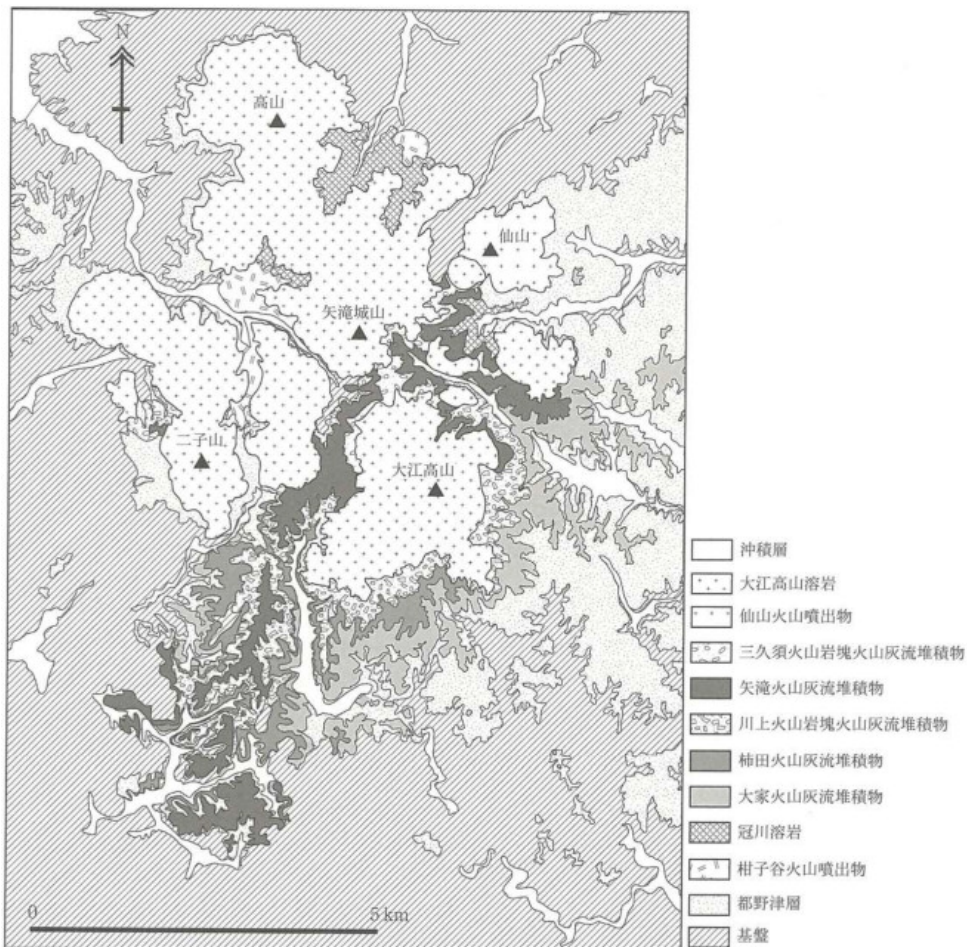 N
高山
仙山
矢滝城山
二子山
大江高山
0 5km
沖積層
大江高山溶岩
仙山火山噴出物
三久須火山岩塊火山灰流堆積物
矢滝火山灰流堆積物
川上火山岩塊火山灰流堆積物
柿田火山灰流堆積物
大家火山灰流堆積物
冠川溶岩
柑子谷火山噴出物
都野津層
基盤